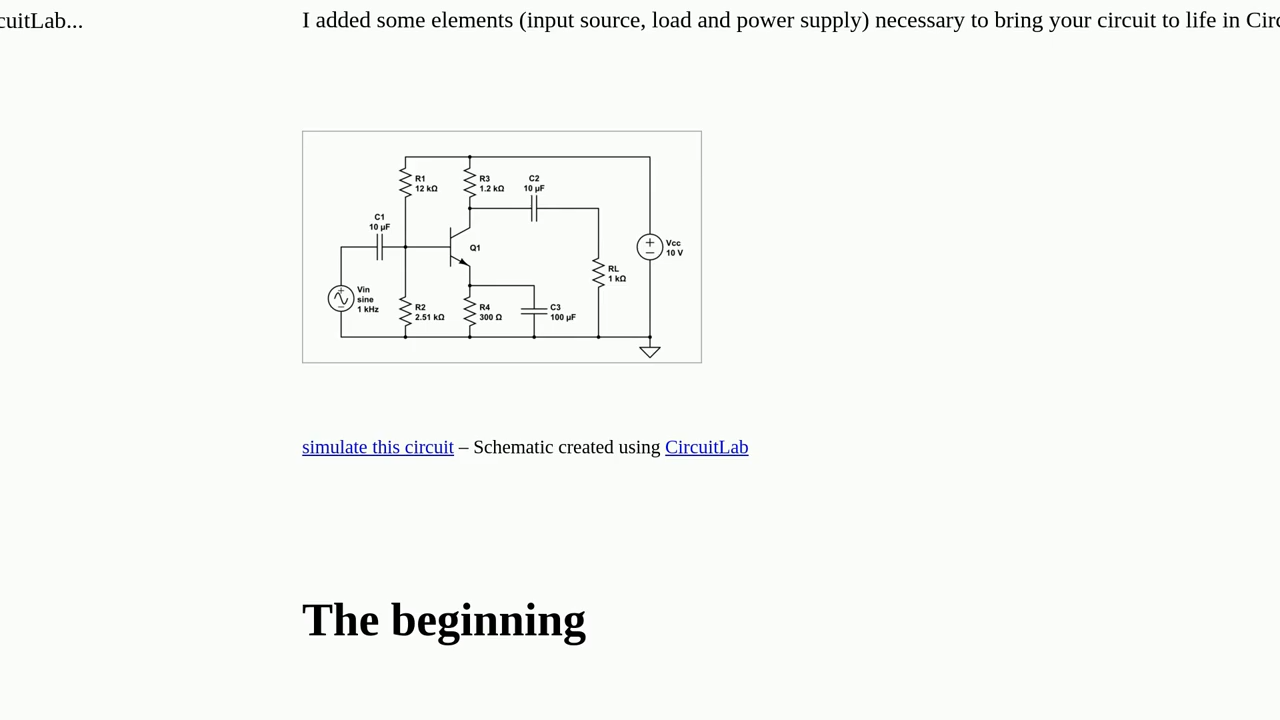 cuitLab...
I added some elements (input source, load and power supply) necessary to bring your circuit to life in Circ
R1
12 kΩ
R3
1.2 kΩ
C2
10 µF
C1
10 µF
Q1
Vcc
10 V
RL
1 kΩ
Vin
sine
1 kHz
R2
2.51 kΩ
R4
300 Ω
C3
100 µF
simulate this circuit – Schematic created using CircuitLab
The beginning